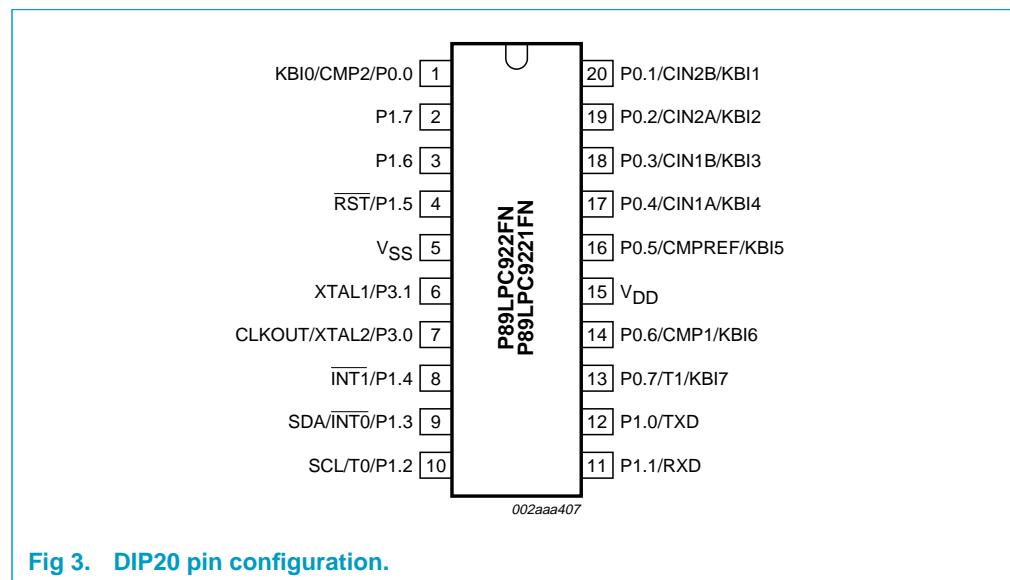 KBI0/CMP2/P0.0 1 20 P0.1/CIN2B/KBI1
P1.7 2 19 P0.2/CIN2A/KBI2
P1.6 3 18 P0.3/CIN1B/KBI3
RST/P1.5 4 17 P0.4/CIN1A/KBI4
VSS 5 16 P0.5/CMPREF/KBI5
XTAL1/P3.1 6 15 VDD
CLKOUT/XTAL2/P3.0 7 14 P0.6/CMP1/KBI6
INT1/P1.4 8 13 P0.7/T1/KBI7
SDA/INT0/P1.3 9 12 P1.0/TXD
SCL/T0/P1.2 10 11 P1.1/RXD
P89LPC922FN
P89LPC9221FN
002aaa407
Fig 3. DIP20 pin configuration.